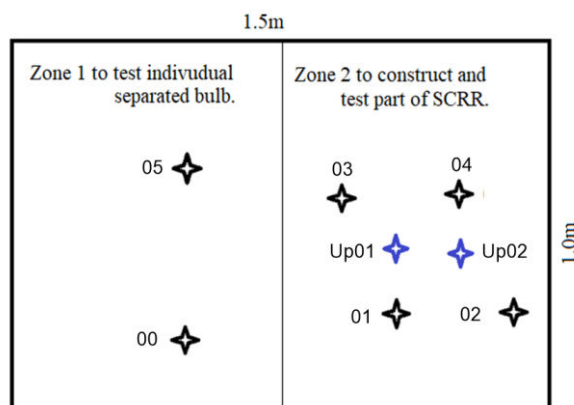 1.5m
Zone 1 to test indivudual
separated bulb.
Zone 2 to construct and
test part of SCRR.
05
03
04
Up01
Up02
1.0m
01
02
00